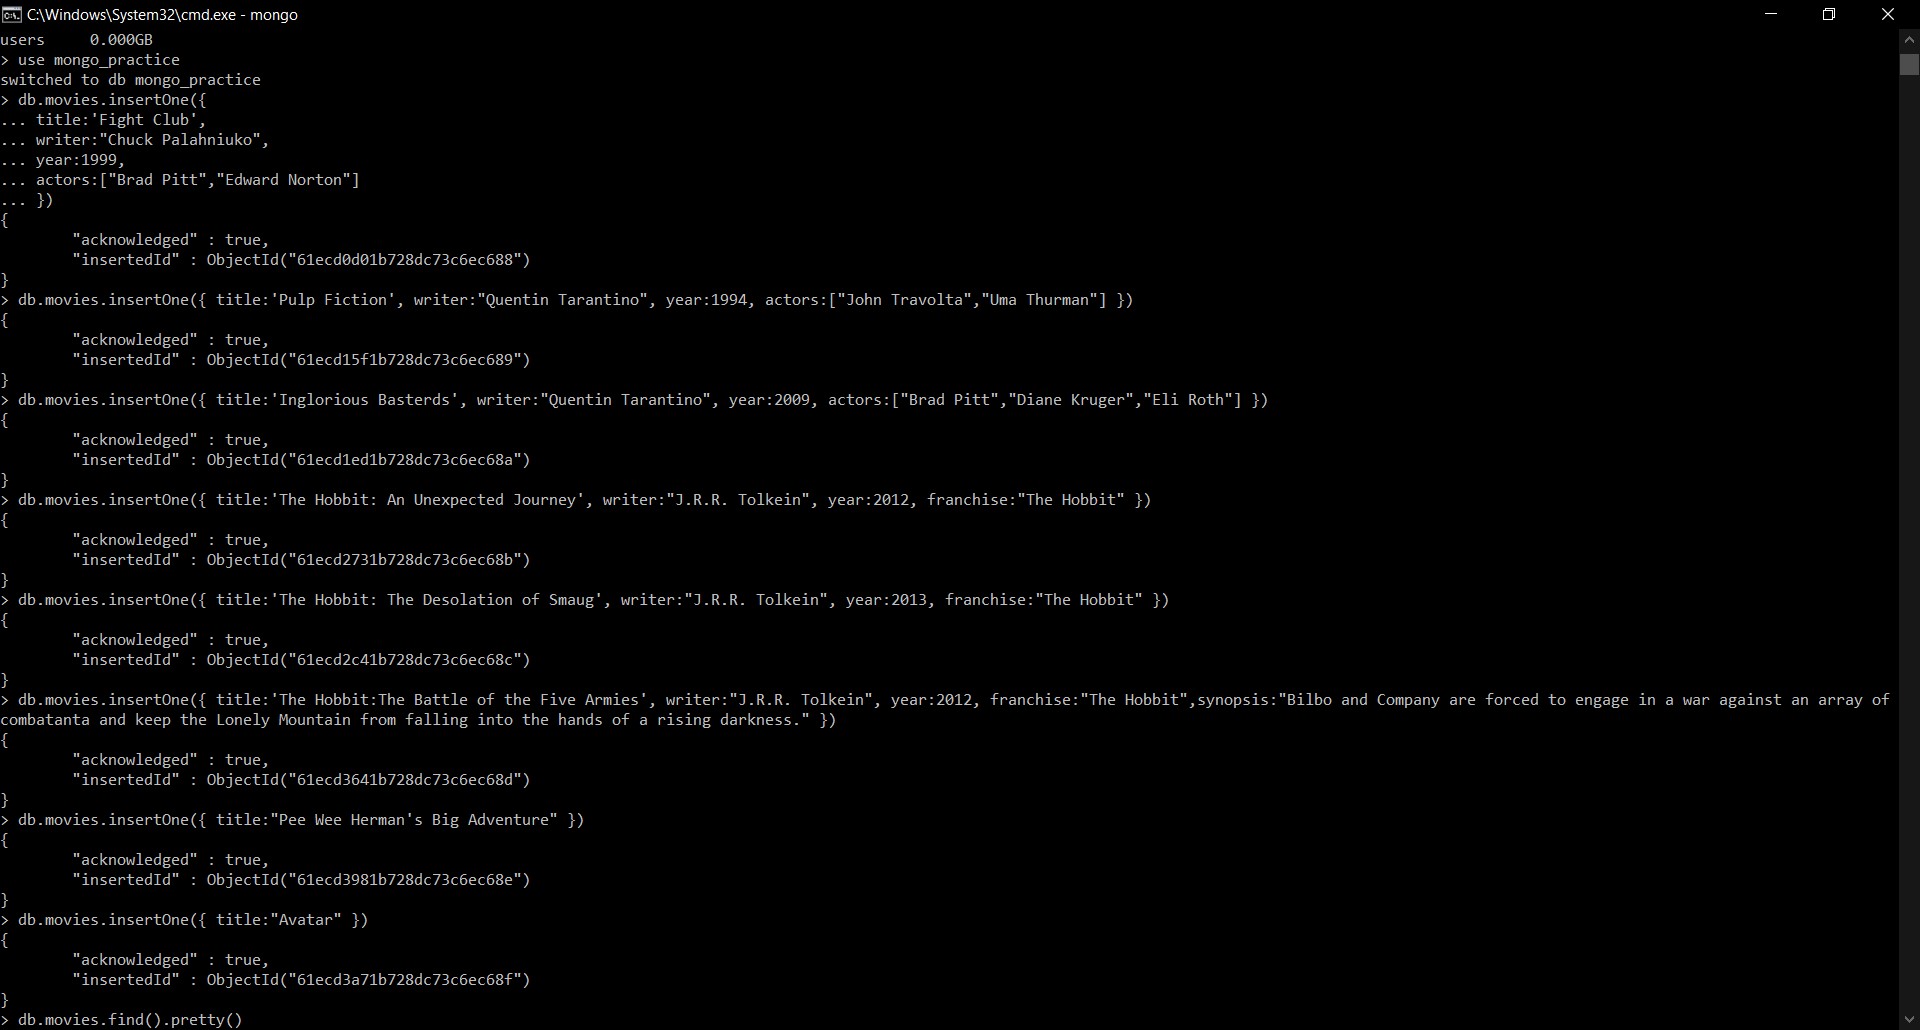 C:\Windows\System32\cmd.exe - mongo
users     0.000GB
> use mongo_practice
switched to db mongo_practice
> db.movies.insertOne({
... title:'Fight Club',
... writer:"Chuck Palahniuko",
... year:1999,
... actors:["Brad Pitt","Edward Norton"]
... })
{
        "acknowledged" : true,
        "insertedId" : ObjectId("61ecd0d01b728dc73c6ec688")
}
> db.movies.insertOne({ title:'Pulp Fiction', writer:"Quentin Tarantino", year:1994, actors:["John Travolta","Uma Thurman"] })
{
        "acknowledged" : true,
        "insertedId" : ObjectId("61ecd15f1b728dc73c6ec689")
}
> db.movies.insertOne({ title:'Inglorious Basterds', writer:"Quentin Tarantino", year:2009, actors:["Brad Pitt","Diane Kruger","Eli Roth"] })
{
        "acknowledged" : true,
        "insertedId" : ObjectId("61ecd1ed1b728dc73c6ec68a")
}
> db.movies.insertOne({ title:'The Hobbit: An Unexpected Journey', writer:"J.R.R. Tolkein", year:2012, franchise:"The Hobbit" })
{
        "acknowledged" : true,
        "insertedId" : ObjectId("61ecd2731b728dc73c6ec68b")
}
> db.movies.insertOne({ title:'The Hobbit: The Desolation of Smaug', writer:"J.R.R. Tolkein", year:2013, franchise:"The Hobbit" })
{
        "acknowledged" : true,
        "insertedId" : ObjectId("61ecd2c41b728dc73c6ec68c")
}
> db.movies.insertOne({ title:'The Hobbit:The Battle of the Five Armies', writer:"J.R.R. Tolkein", year:2012, franchise:"The Hobbit",synopsis:"Bilbo and Company are forced to engage in a war against an array of
combatanta and keep the Lonely Mountain from falling into the hands of a rising darkness." })
{
        "acknowledged" : true,
        "insertedId" : ObjectId("61ecd3641b728dc73c6ec68d")
}
> db.movies.insertOne({ title:"Pee Wee Herman's Big Adventure" })
{
        "acknowledged" : true,
        "insertedId" : ObjectId("61ecd3981b728dc73c6ec68e")
}
> db.movies.insertOne({ title:"Avatar" })
{
        "acknowledged" : true,
        "insertedId" : ObjectId("61ecd3a71b728dc73c6ec68f")
}
> db.movies.find().pretty()